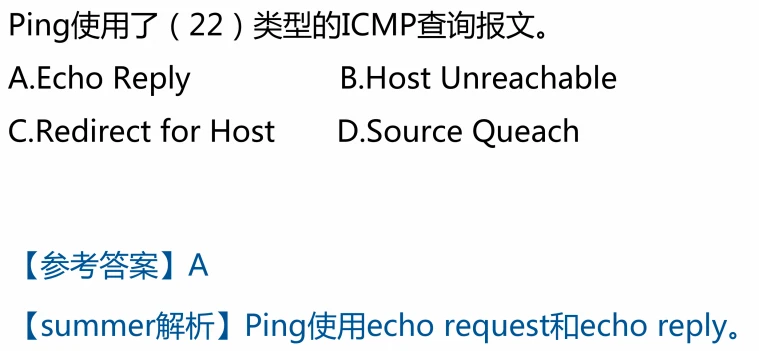 Ping使用了（22）类型的ICMP查询报文。
A.Echo Reply B.Host Unreachable
C.Redirect for Host D.Source Queach
【参考答案】A
【summer解析】Ping使用echo request和echo reply。